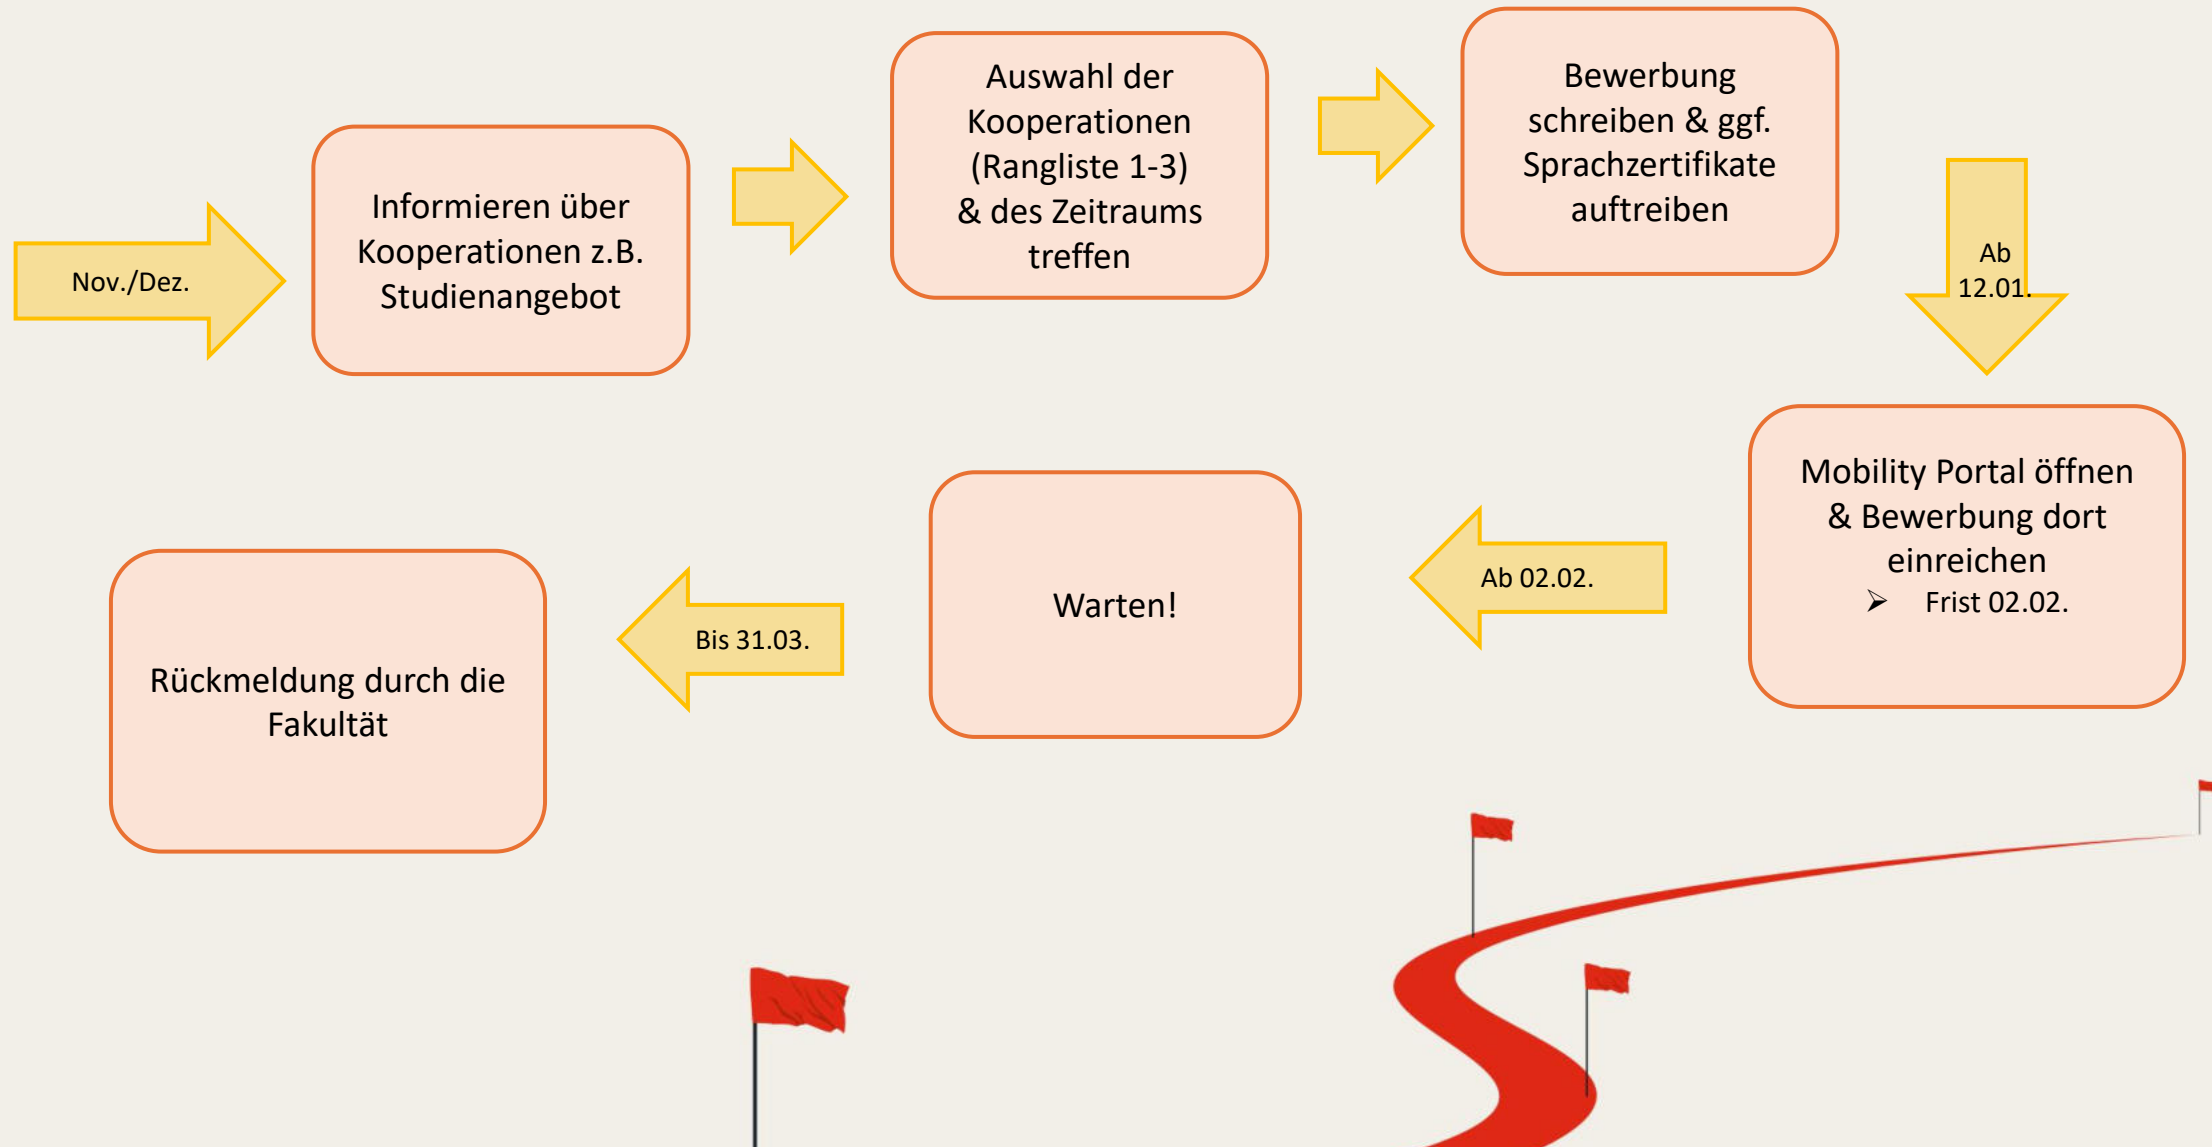 Nov./Dez.
Informieren über
Kooperationen z.B.
Studienangebot
Auswahl der
Kooperationen
(Rangliste 1-3)
& des Zeitraums
treffen
Bewerbung
schreiben & ggf.
Sprachzertifikate
auftreiben
Ab
12.01.
Mobility Portal öffnen
& Bewerbung dort
einreichen
➢ Frist 02.02.
Ab 02.02.
Warten!
Bis 31.03.
Rückmeldung durch die
Fakultät